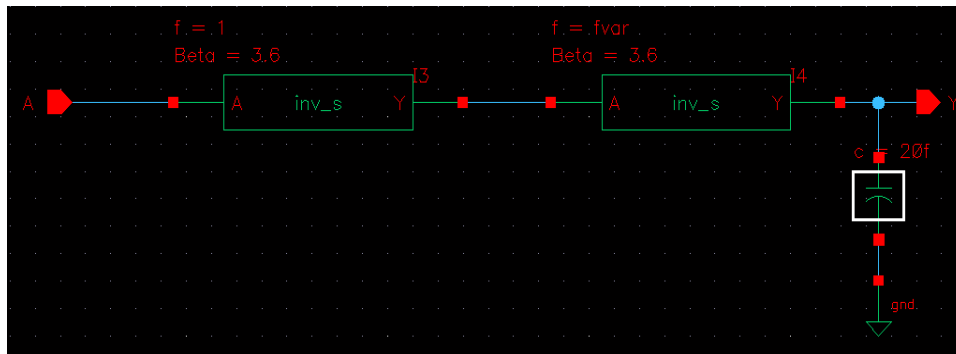 f = 1
Beta = 3.6
f = fvar
Beta = 3.6
I3
I4
A
A
inv_s
Y
A
inv_s
Y
Y
c = 20f
gnd